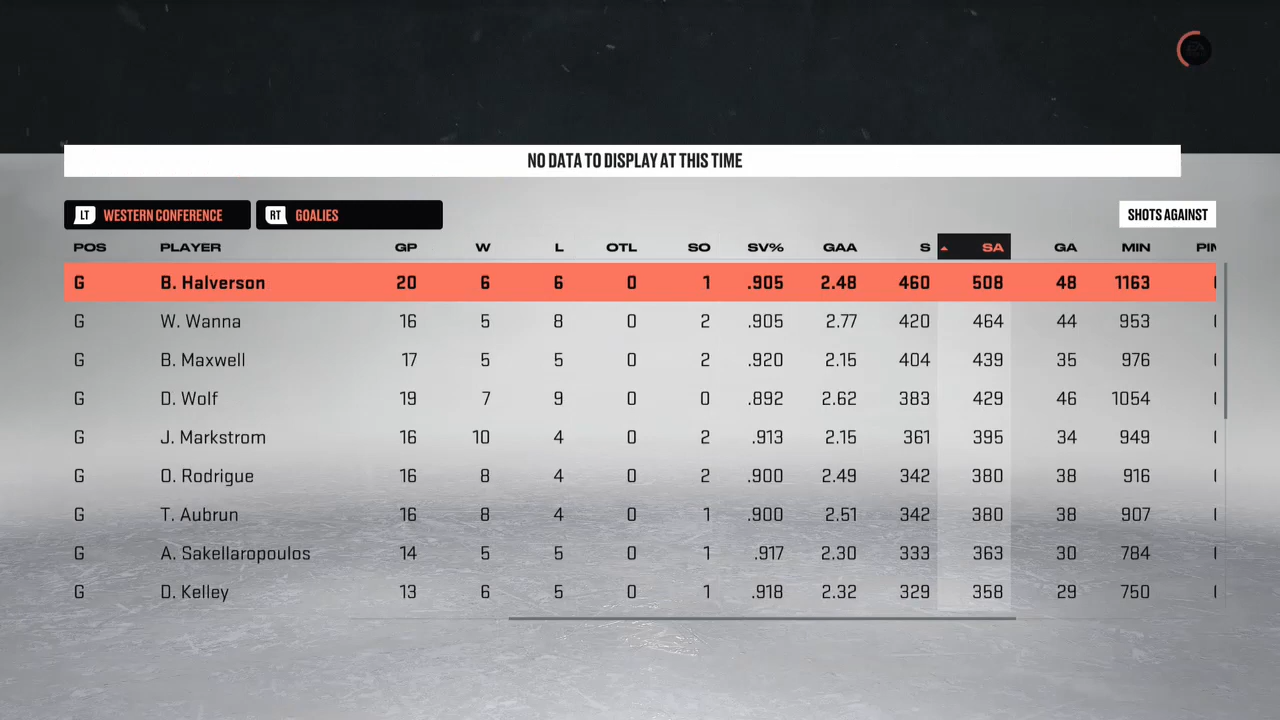 EA
NO DATA TO DISPLAY AT THIS TIME
LT WESTERN CONFERENCE RT GOALIES SHOTS AGAINST
POS PLAYER GP W L OTL SO SV% GAA S SA GA MIN
G B. Halverson 20 6 6 0 1 .905 2.48 460 508 48 1163
G W. Wanna 16 5 8 0 2 .905 2.77 420 464 44 953
G B. Maxwell 17 5 5 0 2 .920 2.15 404 439 35 976
G D. Wolf 19 7 9 0 0 .892 2.62 383 429 46 1054
G J. Markstrom 16 10 4 0 2 .913 2.15 361 395 34 949
G O. Rodrigue 16 8 4 0 2 .900 2.49 342 380 38 916
G T. Aubrun 16 8 4 0 1 .900 2.51 342 380 38 907
G A. Sakellaropoulos 14 5 5 0 1 .917 2.30 333 363 30 784
G D. Kelley 13 6 5 0 1 .918 2.32 329 358 29 750